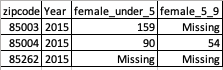 zipcode Year female_under_5 female_5_9
85003 2015 159 Missing
85004 2015 90 54
85262 2015 Missing Missing